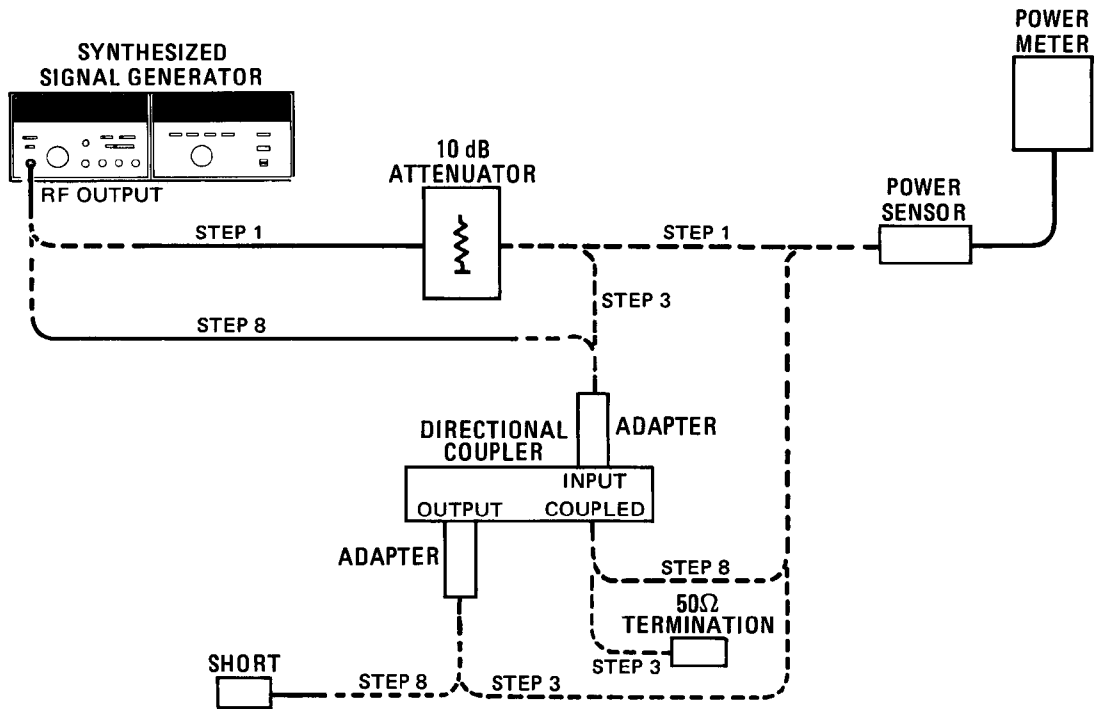 SYNTHESIZED
SIGNAL GENERATOR
POWER
METER
RF OUTPUT
10 dB
ATTENUATOR
POWER
SENSOR
STEP 1
STEP 1
STEP 3
STEP 8
DIRECTIONAL
COUPLER
ADAPTER
INPUT
OUTPUT
COUPLED
ADAPTER
STEP 8
50Ω
TERMINATION
STEP 3
SHORT
STEP 8
STEP 3